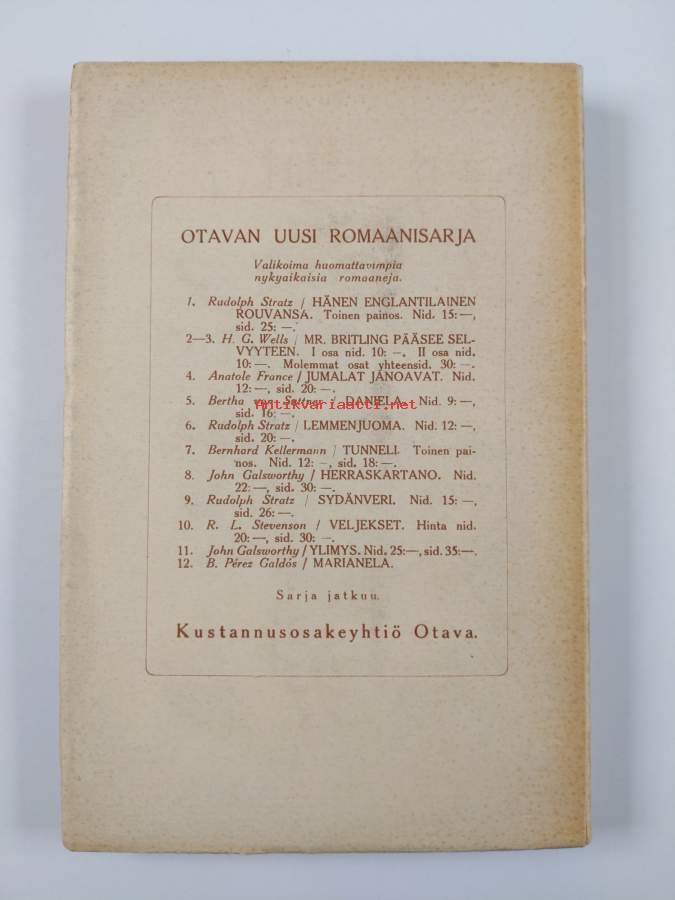 OTAVAN UUSI ROMAANISARJA
Valikoima huomattavimpia
nykyaikaisia romaaneja.
1. Rudolph Stratz / HÄNEN ENGLANTILAINEN
ROUVANSA. Toinen painos. Nid. 15: —,
sid. 25: —.
2—3. H. G. Wells / MR. BRITLING PÄÄSEE SEL-
VYYTEEN. I osa nid. 10: —. II osa nid.
10: —. Molemmat osat yhteensid. 30: —.
4. Anatole France / JUMALAT JANOAVAT. Nid.
12: —, sid. 20: —.
5. Bertha von Suttner / DANIELA. Nid. 9: —,
sid. 16: —.
Antikvariaatti.net
6. Rudolph Stratz / LEMMENJUOMA. Nid. 12: —,
sid. 20: —.
7. Bernhard Kellermann / TUNNELI. Toinen pai-
nos. Nid. 12: —, sid. 18: —.
8. John Galsworthy / HERRASKARTANO. Nid.
22: —, sid. 30: —.
9. Rudolph Stratz / SYDÄNVERI. Nid. 15: —,
sid. 26: —.
10. R. L. Stevenson / VELJEKSET. Hinta nid.
20: —, sid. 30: —.
11. John Galsworthy / YLIMYS. Nid. 25: —, sid. 35: —.
12. B. Pérez Galdós / MARIANELA.
Sarja jatkuu.
Kustannusosakeyhtiö Otava.